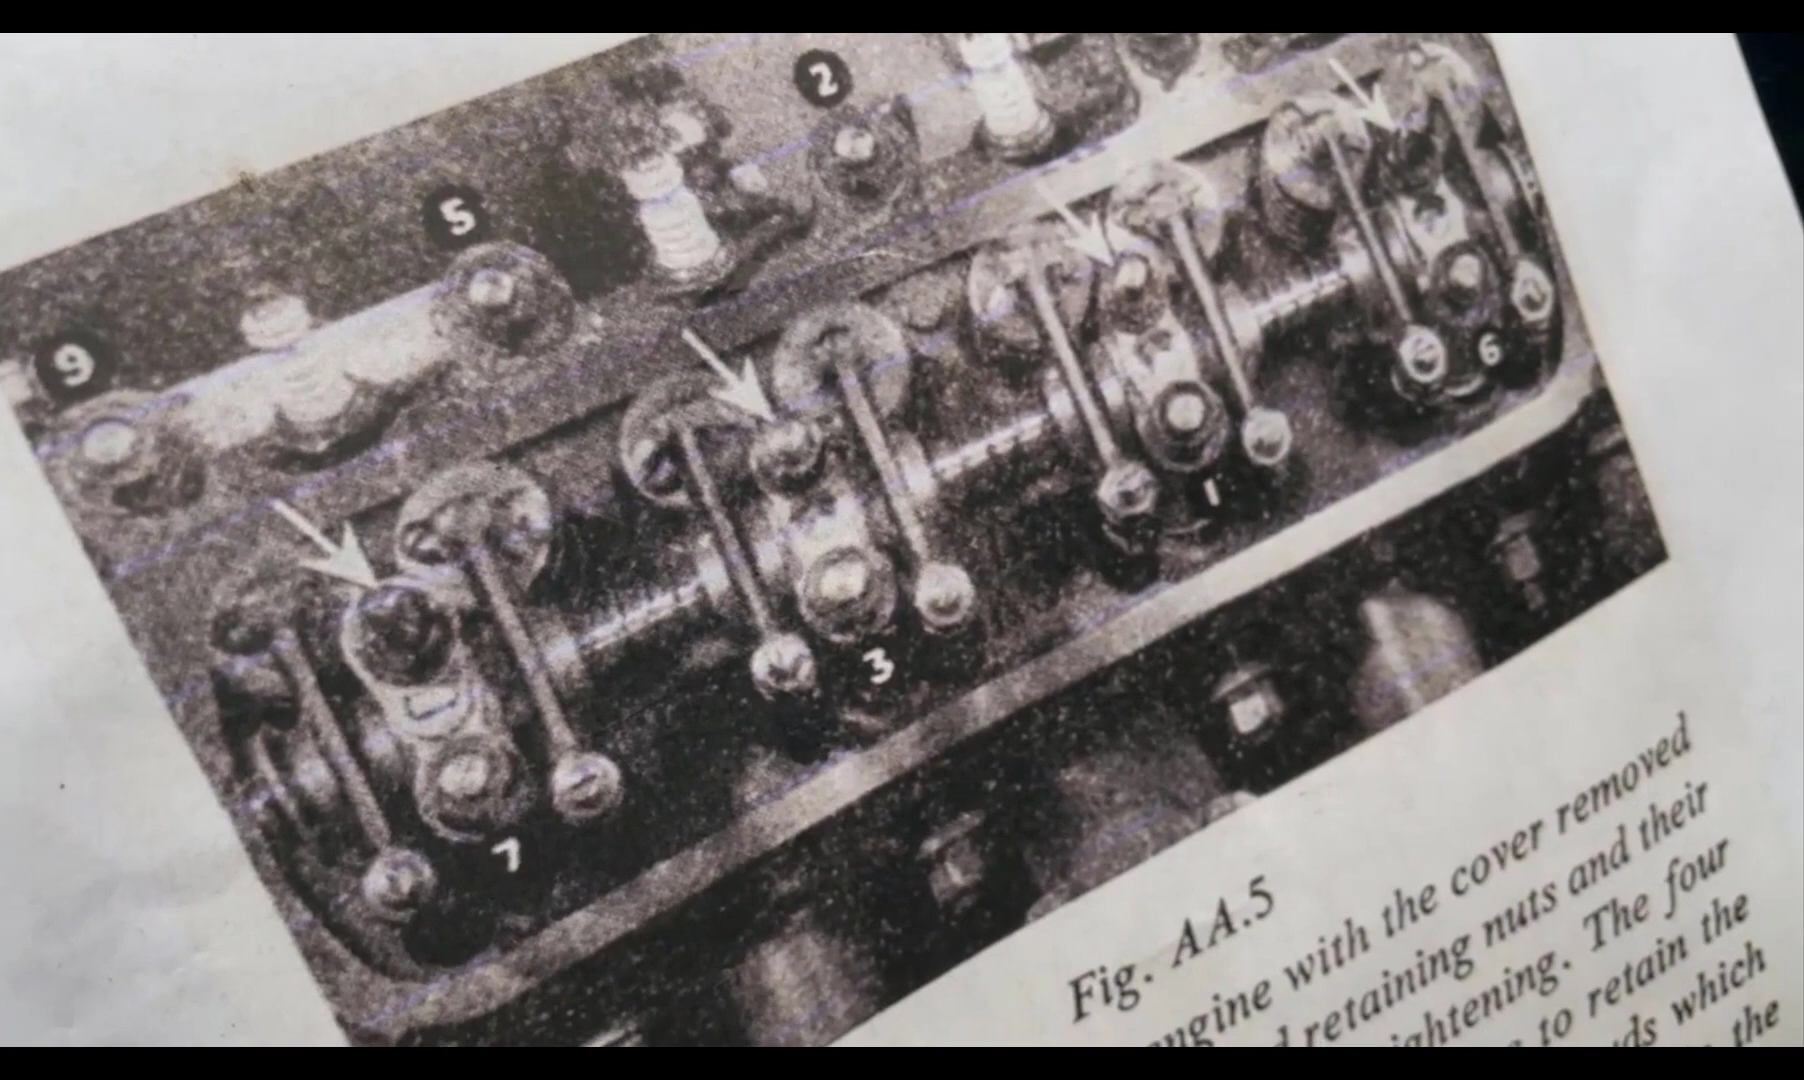 2
5
9
6
1
3
7
Fig. AA.5
engine with the cover removed
retaining nuts and their
tightening. The four
to retain the
which
the